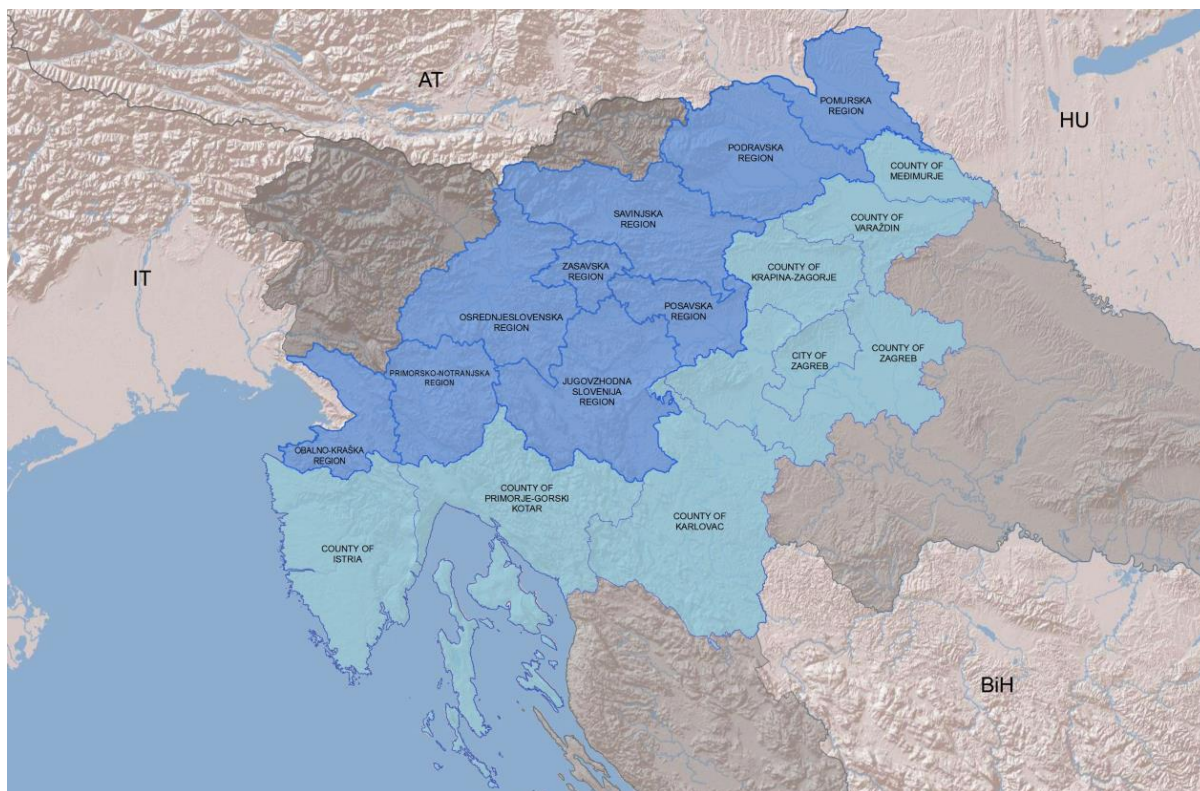 AT
HU
IT
BiH
POMURSKA
REGION
PODRAVSKA
REGION
COUNTY OF
MEĐIMURJE
SAVINJSKA
REGION
COUNTY OF
VARAŽDIN
ZASAVSKA
REGION
COUNTY OF
KRAPINA-ZAGORJE
POSAVSKA
REGION
OSREDNJESLOVENSKA
REGION
CITY OF
ZAGREB
COUNTY OF
ZAGREB
PRIMORSKO-NOTRANJSKA
REGION
JUGOVZHODNA
SLOVENIJA
REGION
OBALNO-KRAŠKA
REGION
COUNTY OF
PRIMORJE-GORSKI
KOTAR
COUNTY OF
KARLOVAC
COUNTY OF
ISTRIA